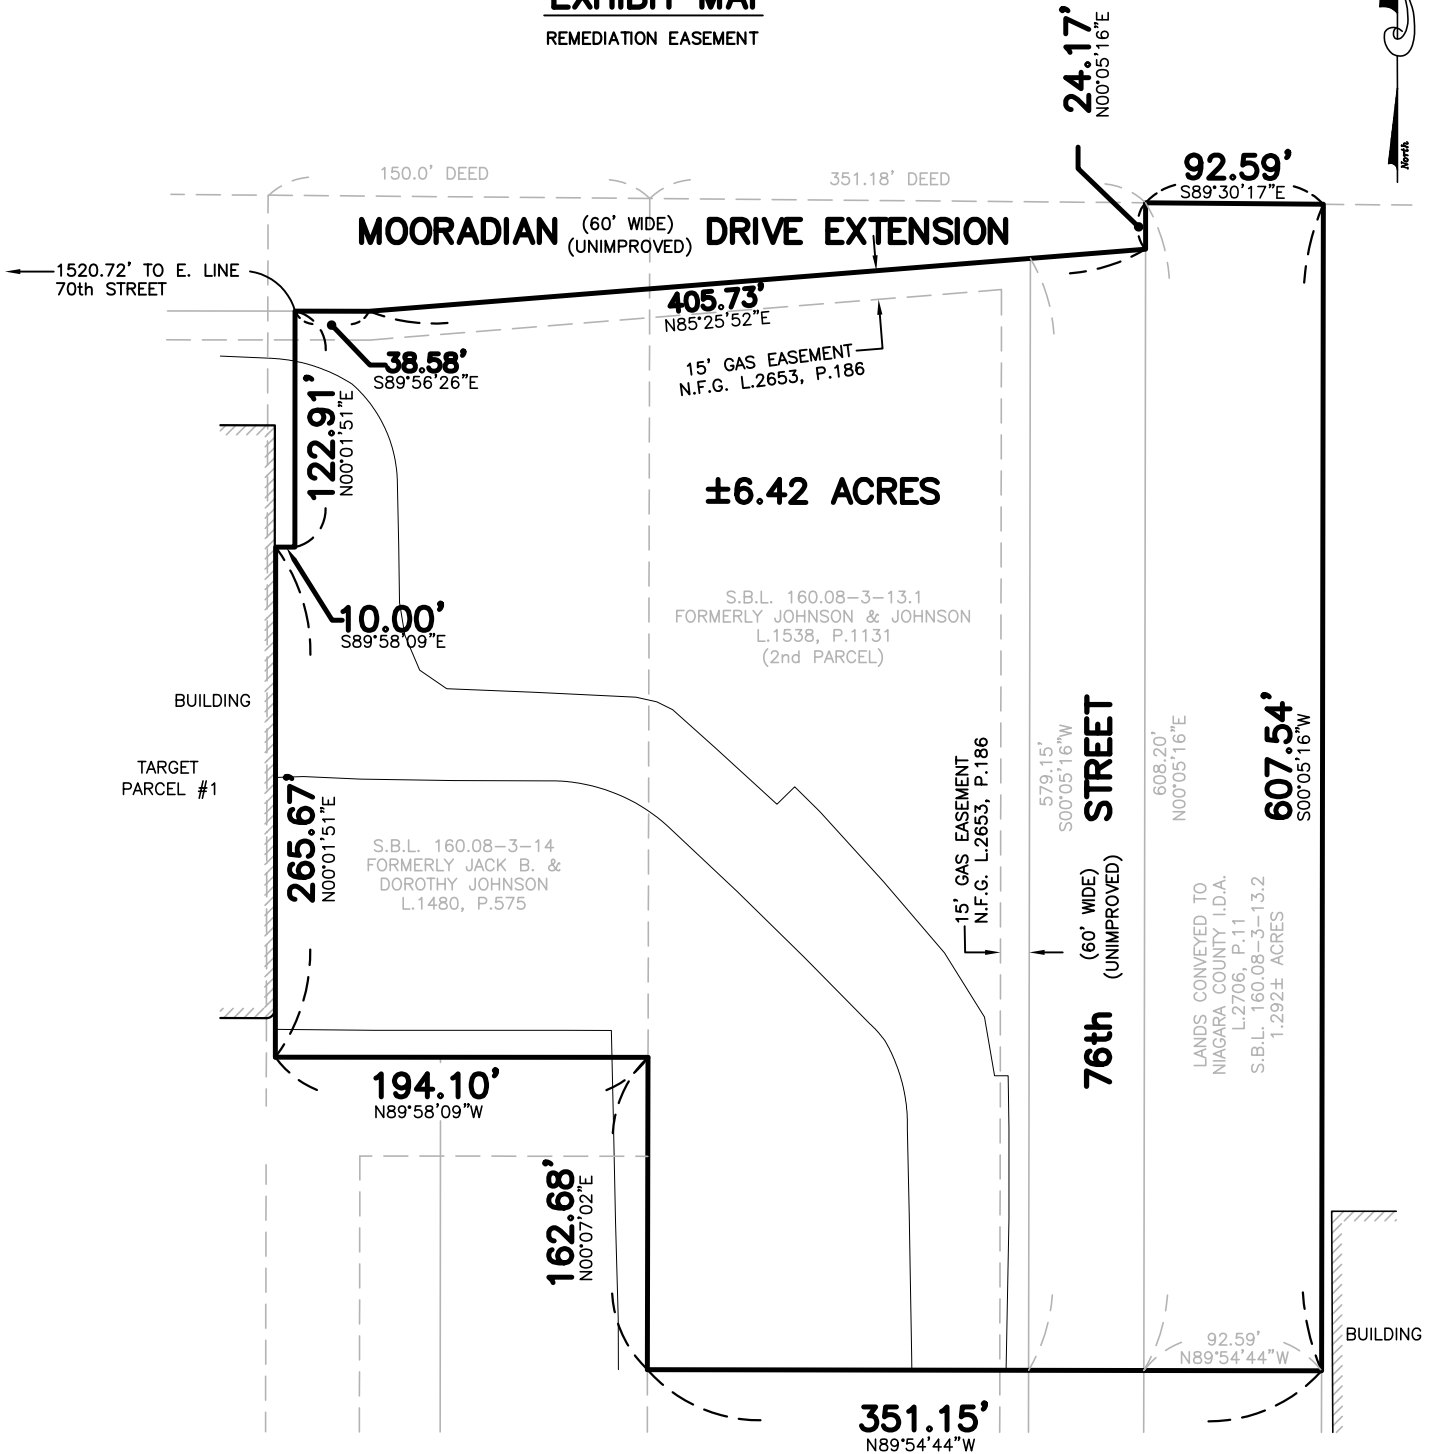 EXHIBIT MAP
REMEDIATION EASEMENT
24.17'
N00°05'16"E
North
92.59'
S89°30'17"E
150.0' DEED
351.18' DEED
MOORADIAN (60' WIDE) DRIVE EXTENSION
(UNIMPROVED)
1520.72' TO E. LINE
70th STREET
405.73'
N85°25'52"E
38.58'
S89°56'26"E
15' GAS EASEMENT
N.F.G. L.2653, P.186
122.91'
N00°01'51"E
±6.42 ACRES
10.00'
S89°58'09"E
S.B.L. 160.08-3-13.1
FORMERLY JOHNSON & JOHNSON
L.1538, P.1131
(2nd PARCEL)
BUILDING
TARGET
PARCEL #1
265.67'
N00°01'51"E
S.B.L. 160.08-3-14
FORMERLY JACK B. &
DOROTHY JOHNSON
L.1480, P.575
15' GAS EASEMENT
N.F.G. L.2653, P.186
579.15'
S00°05'16"W
76th (60' WIDE) STREET
(UNIMPROVED)
608.20'
N00°05'16"E
607.54'
S00°05'16"W
LANDS CONVEYED TO
NIAGARA COUNTY I.D.A.
L.2706, P.11
S.B.L. 160.08-3-13.2
1.292± ACRES
194.10'
N89°58'09"W
162.68'
N00°07'02"E
92.59'
N89°54'44"W
BUILDING
351.15'
N89°54'44"W